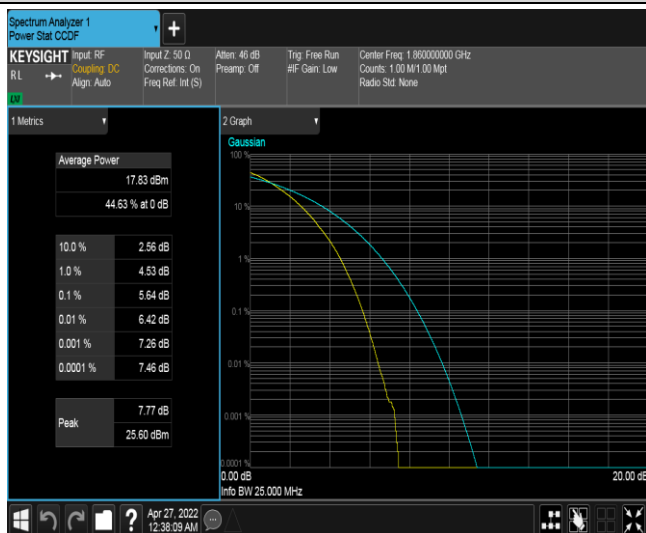 Spectrum Analyzer 1
Power Stat CCDF
KEYSIGHT
RL
LXI
Input: RF
Coupling: DC
Align: Auto
Input Z: 50 Ω
Corrections: On
Freq Ref: Int (S)
Atten: 46 dB
Preamp: Off
Trig: Free Run
#IF Gain: Low
Center Freq: 1.860000000 GHz
Counts: 1.00 M/1.00 Mpt
Radio Std: None
1 Metrics
Average Power
17.83 dBm
44.63 % at 0 dB
10.0 % 2.56 dB
1.0 % 4.53 dB
0.1 % 5.64 dB
0.01 % 6.42 dB
0.001 % 7.26 dB
0.0001 % 7.46 dB
Peak
7.77 dB
25.60 dBm
2 Graph
Gaussian
100 %
10 %
1 %
0.1 %
0.01 %
0.001 %
0.0001 %
0.00 dB
20.00 dB
Info BW 25.000 MHz
?
Apr 27, 2022
12:38:09 AM